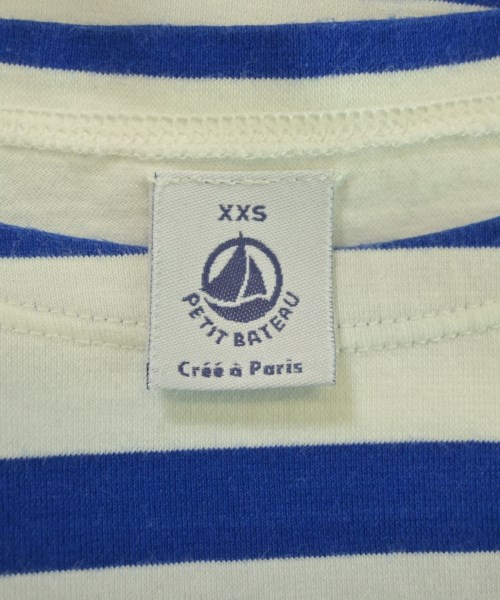 XXS
PETIT BATEAU
Créé à Paris